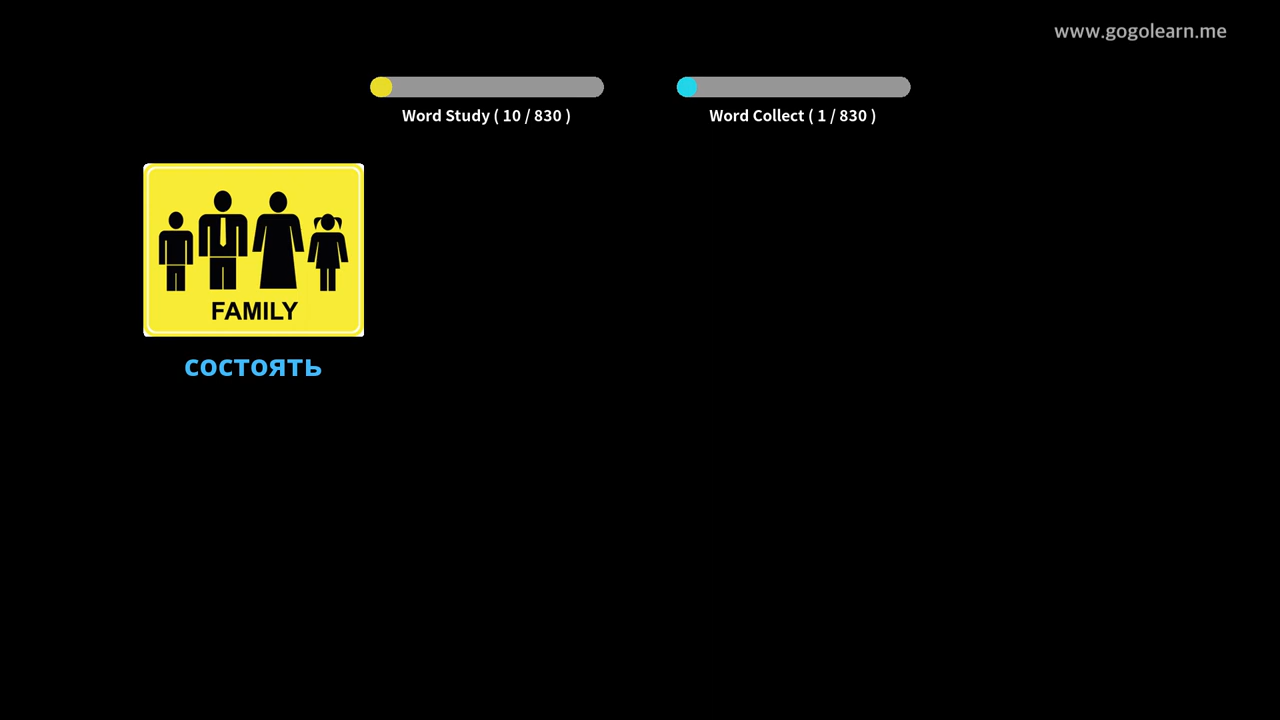 www.gogolearn.me
Word Study ( 10 / 830 )
Word Collect ( 1 / 830 )
FAMILY
состоять